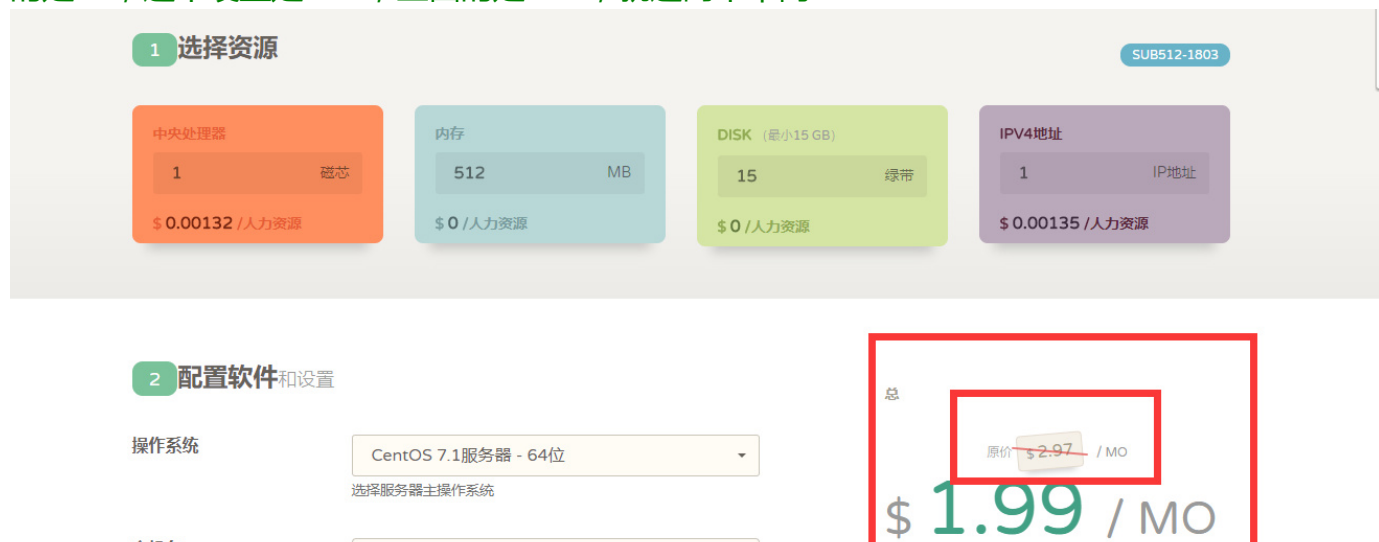 1 选择资源
SUB512-1803
中央处理器
1 磁芯
$ 0.00132 /人力资源
内存
512 MB
$ 0 /人力资源
DISK (最小15 GB)
15 绿带
$ 0 /人力资源
IPV4地址
1 IP地址
$ 0.00135 /人力资源
2 配置软件和设置
操作系统
CentOS 7.1服务器 - 64位
选择服务器主操作系统
总
原价 $ 2.97 / MO
$ 1.99 / MO